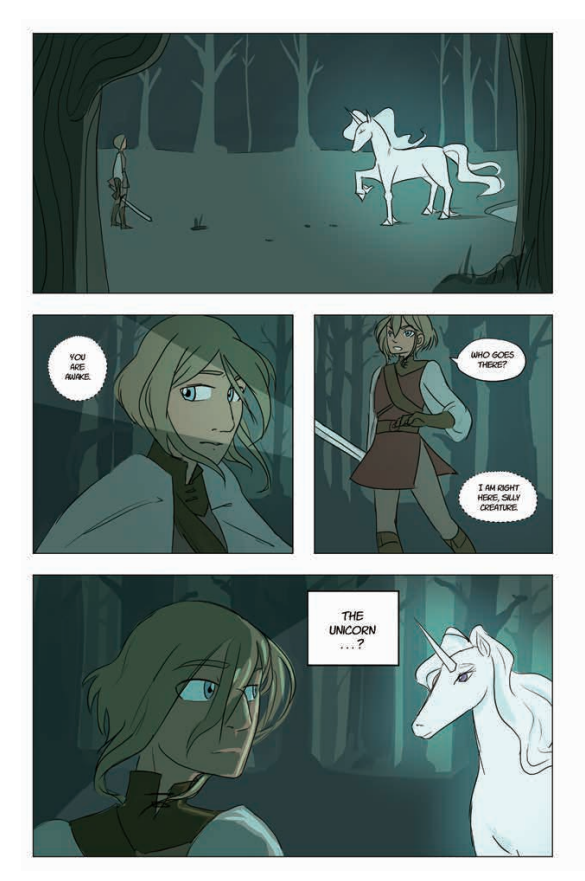 YOU
ARE
AWAKE.
WHO GOES
THERE?
I AM RIGHT
HERE, SILLY
CREATURE.
THE
UNICORN
...?